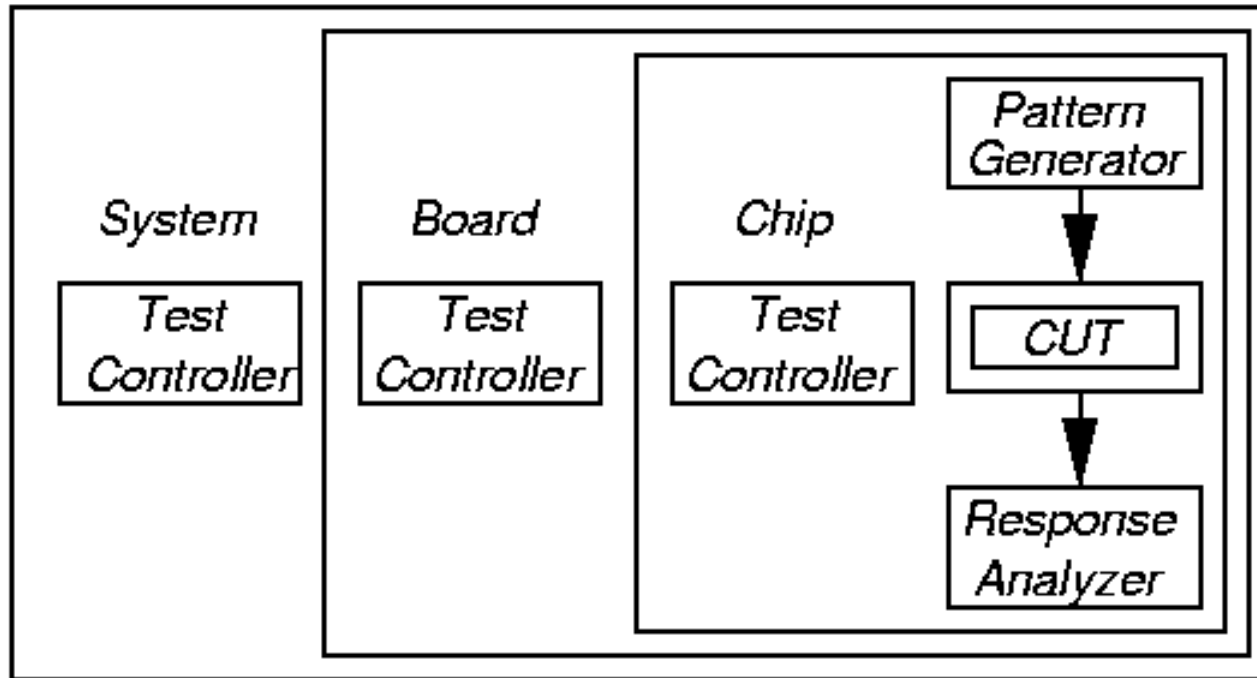 Pattern
Generator
System
Board
Chip
Test
Controller
Test
Controller
Test
Controller
CUT
Response
Analyzer